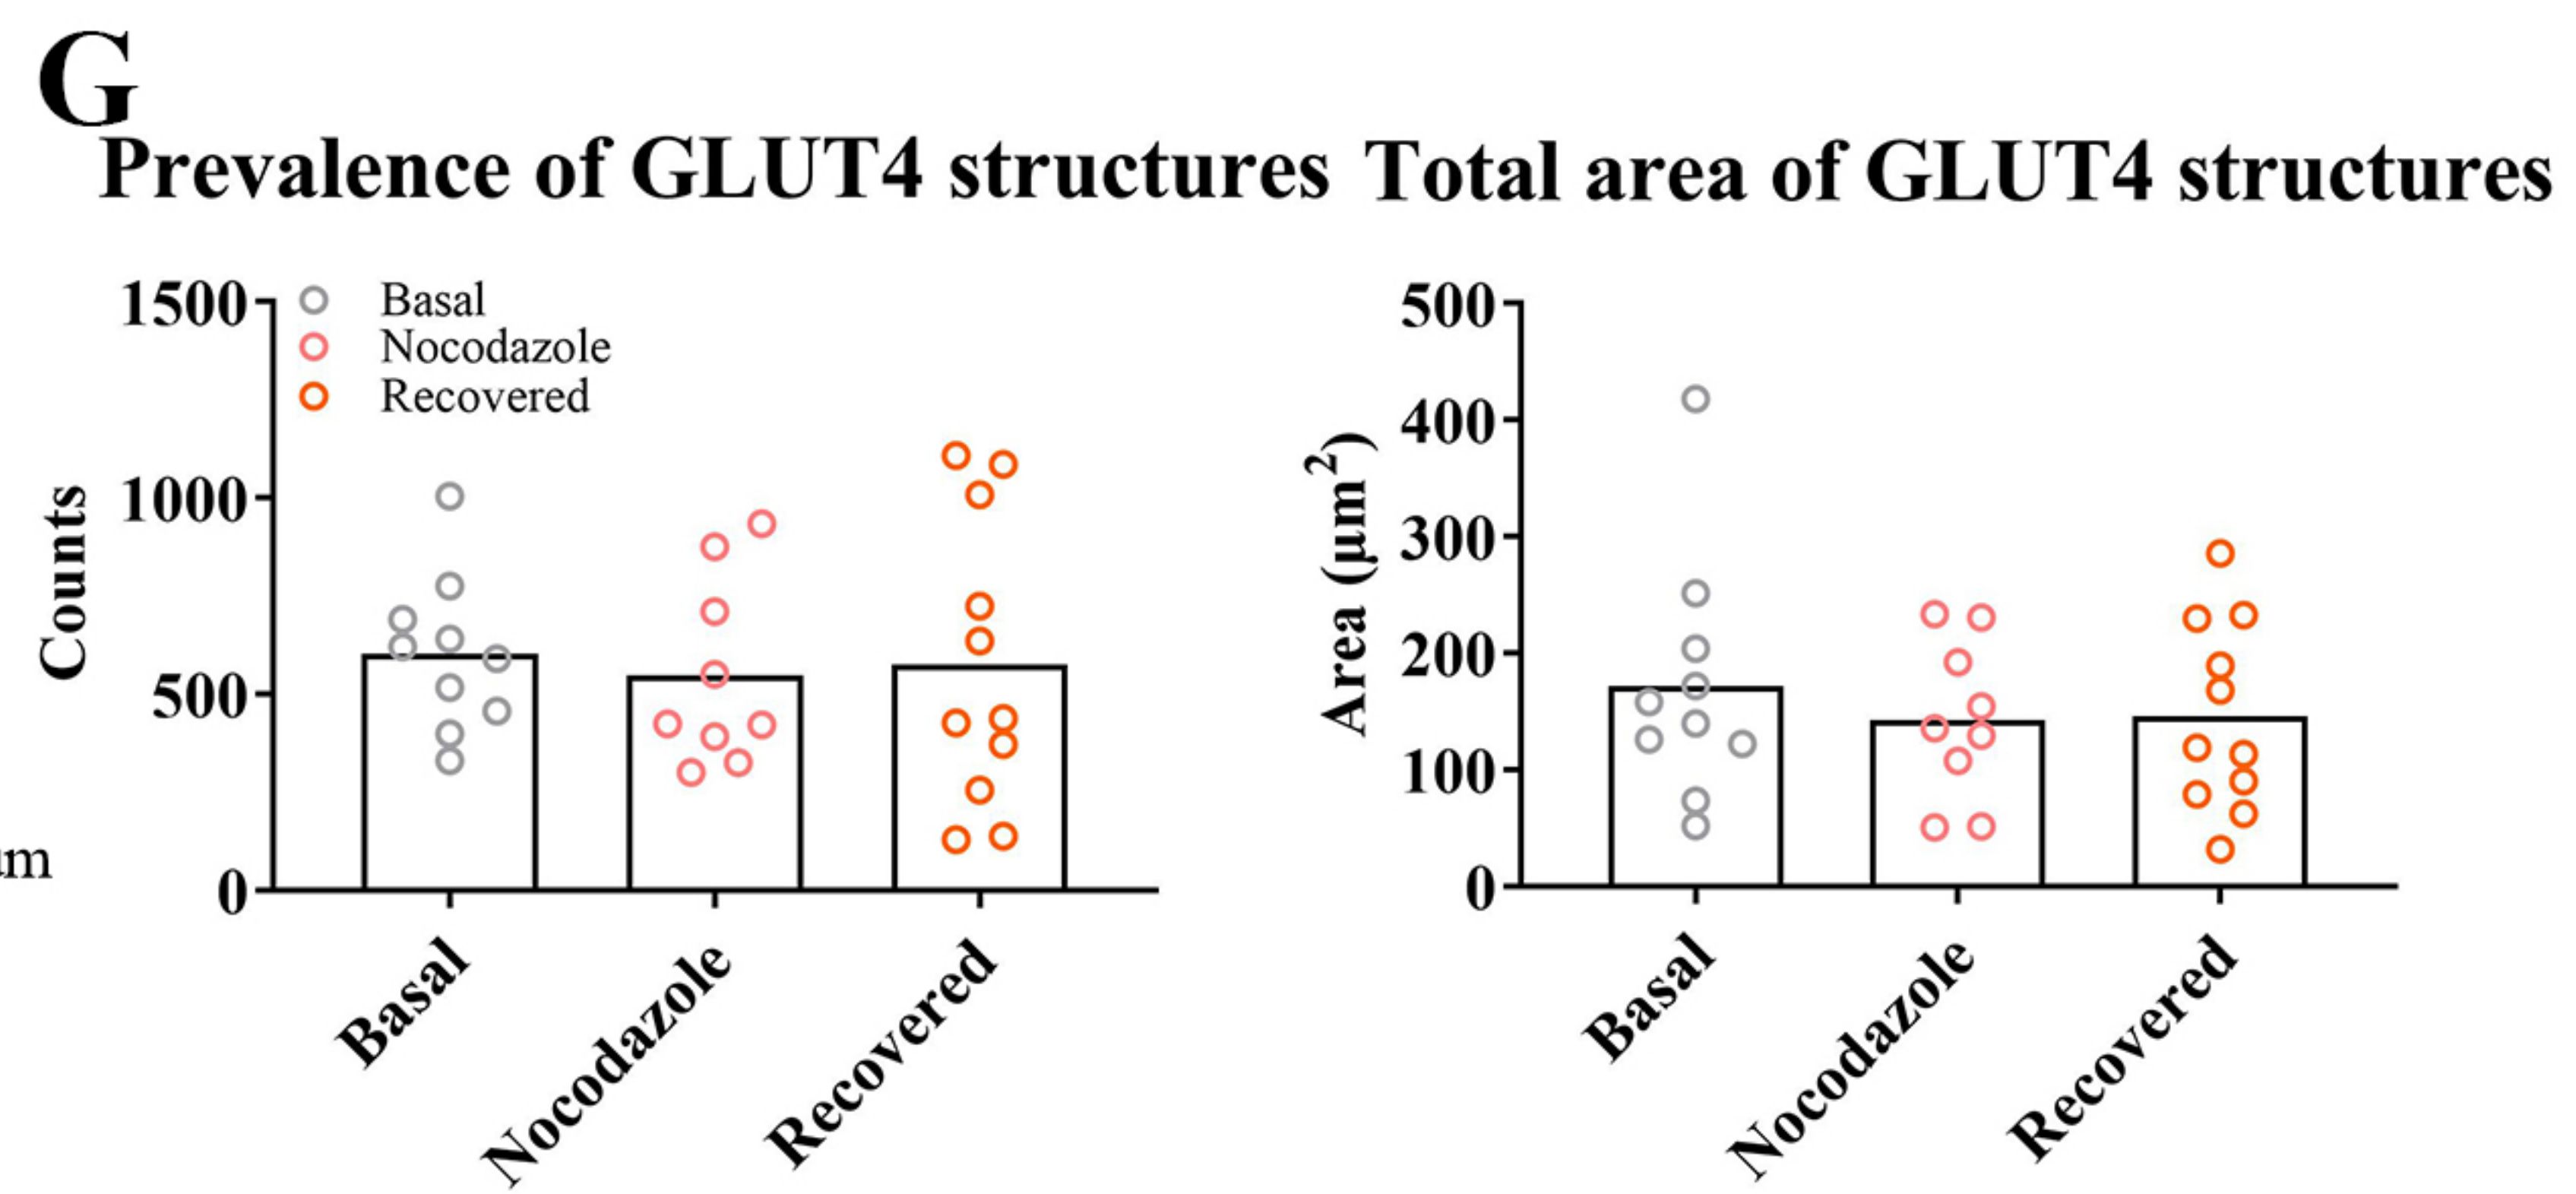 G
Prevalence of GLUT4 structures
1500
1000
500
0
Counts
Basal
Nocodazole
Recovered
Basal
Nocodazole
Recovered
µm
Total area of GLUT4 structures
500
400
300
200
100
0
Area (µm²)
Basal
Nocodazole
Recovered